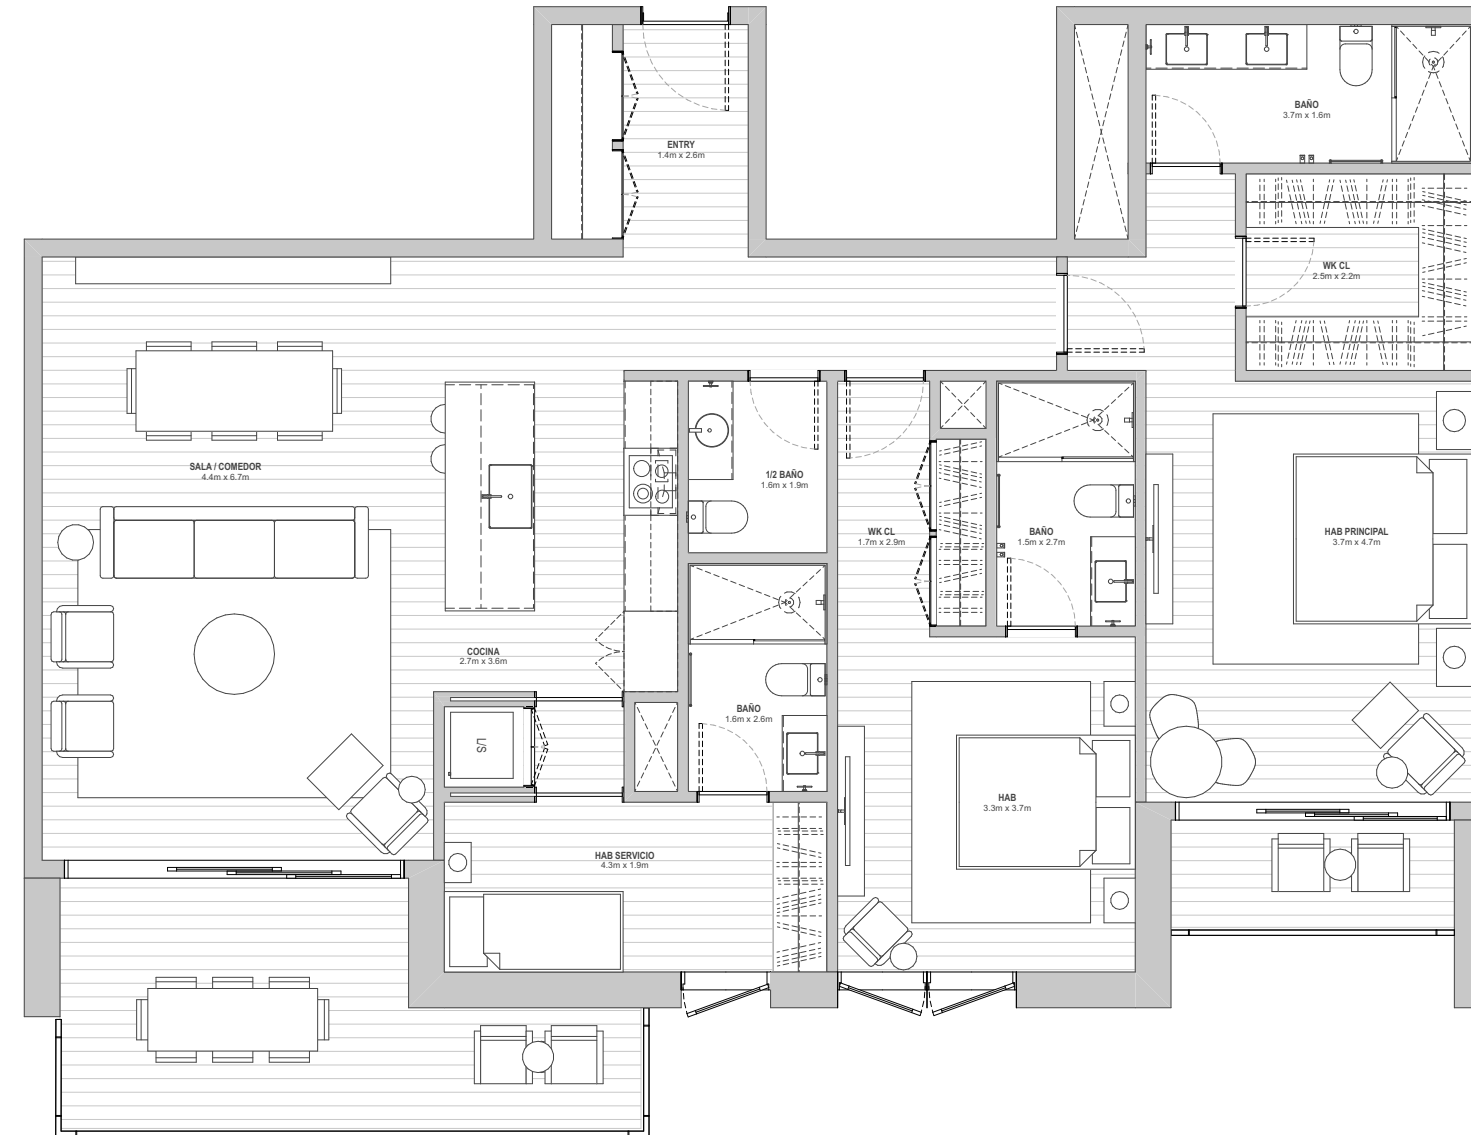 BAÑO
3.7m x 1.6m
ENTRY
1.4m x 2.6m
WK CL
2.5m x 2.2m
SALA / COMEDOR
4.4m x 6.7m
1/2 BAÑO
1.6m x 1.9m
WK CL
1.7m x 2.9m
BAÑO
1.5m x 2.7m
HAB PRINCIPAL
3.7m x 4.7m
COCINA
2.7m x 3.6m
BAÑO
1.6m x 2.6m
L/S
HAB
3.3m x 3.7m
HAB SERVICIO
4.3m x 1.9m